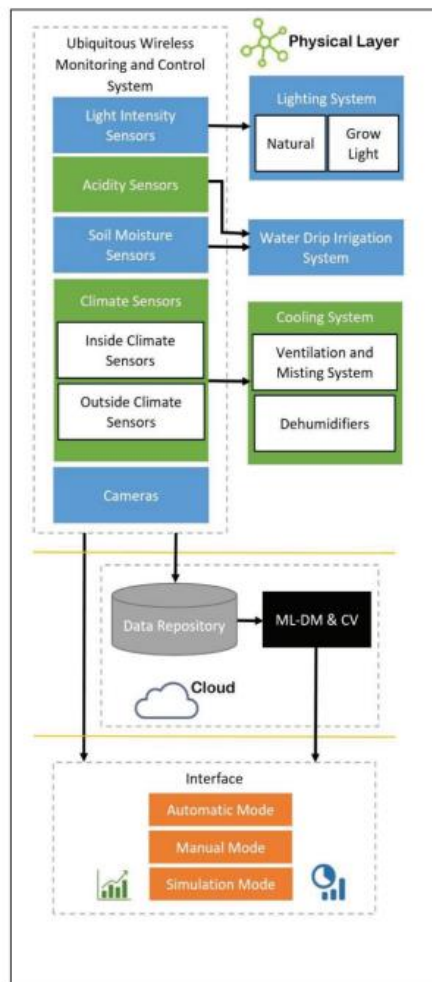 Ubiquitous Wireless
Monitoring and Control
System
Physical Layer
Light Intensity
Sensors
Lighting System
Natural
Grow
Light
Acidity Sensors
Soil Moisture
Sensors
Water Drip Irrigation
System
Climate Sensors
Inside Climate
Sensors
Outside Climate
Sensors
Cooling System
Ventilation and
Misting System
Dehumidifiers
Cameras
Data Repository
ML-DM & CV
Cloud
Interface
Automatic Mode
Manual Mode
Simulation Mode